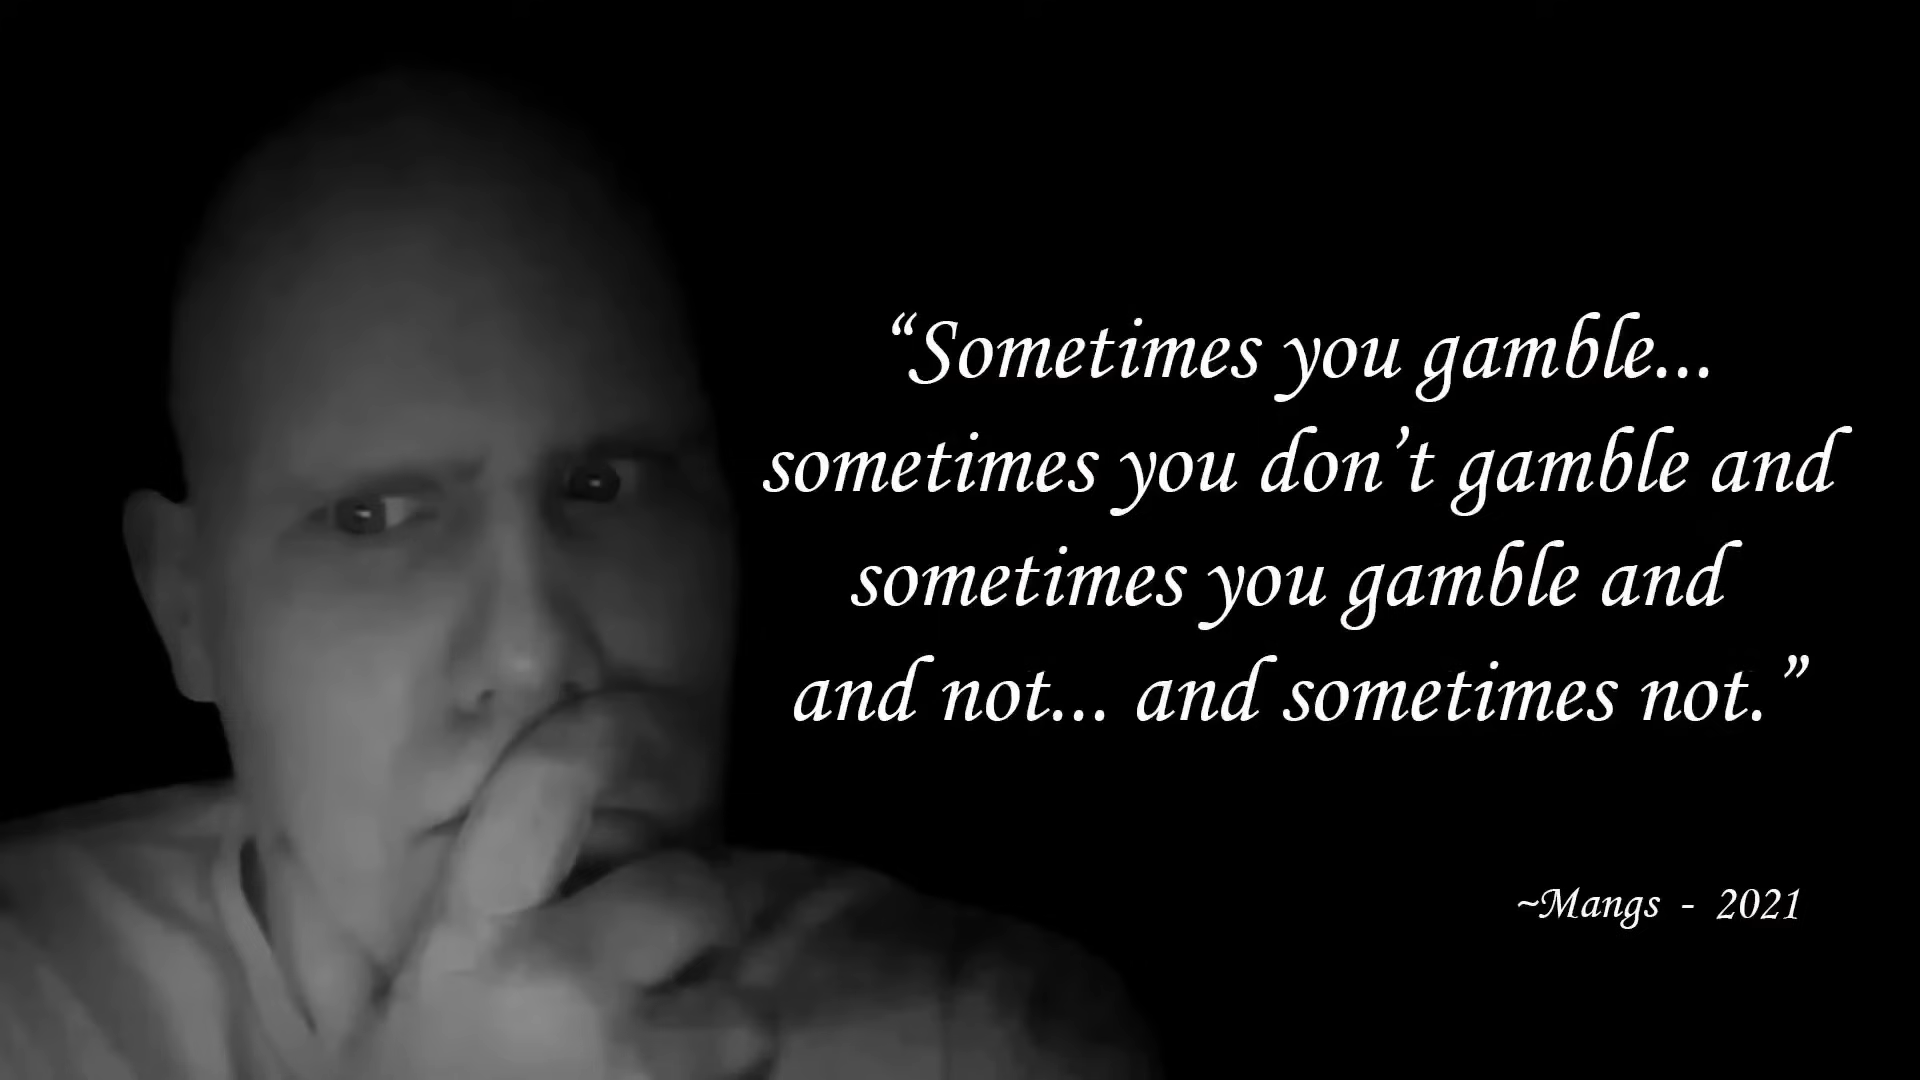 “Sometimes you gamble...
sometimes you don’t gamble and
sometimes you gamble and
and not... and sometimes not.”
~Mangs - 2021